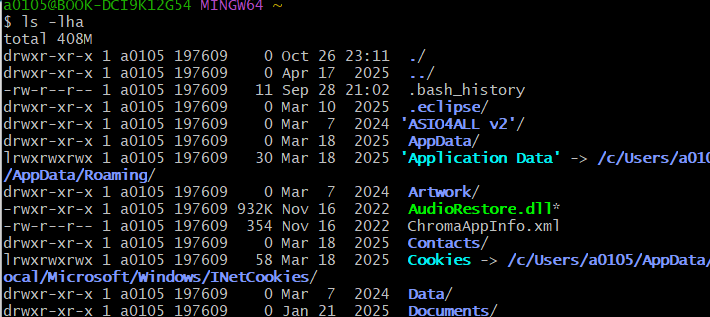 a0105@BOOK-DCI9K12G54 MINGW64 ~
$ ls -lha
total 408M
drwxr-xr-x 1 a0105 197609    0 Oct 26 23:11  ./
drwxr-xr-x 1 a0105 197609    0 Apr 17  2025  ../
-rw-r--r-- 1 a0105 197609   11 Sep 28 21:02  .bash_history
drwxr-xr-x 1 a0105 197609    0 Mar 10  2025  .eclipse/
drwxr-xr-x 1 a0105 197609    0 Mar  7  2024 'ASIO4ALL v2'/
drwxr-xr-x 1 a0105 197609    0 Mar 18  2025  AppData/
lrwxrwxrwx 1 a0105 197609   30 Mar 18  2025 'Application Data' -> /c/Users/a010
/AppData/Roaming/
drwxr-xr-x 1 a0105 197609    0 Mar  7  2024  Artwork/
-rwxr-xr-x 1 a0105 197609 932K Nov 16  2022  AudioRestore.dll*
-rw-r--r-- 1 a0105 197609  354 Nov 16  2022  ChromaAppInfo.xml
drwxr-xr-x 1 a0105 197609    0 Mar 18  2025  Contacts/
lrwxrwxrwx 1 a0105 197609   58 Mar 18  2025  Cookies -> /c/Users/a0105/AppData/
ocal/Microsoft/Windows/INetCookies/
drwxr-xr-x 1 a0105 197609    0 Mar  7  2024  Data/
drwxr-xr-x 1 a0105 197609    0 Jan 21  2025  Documents/